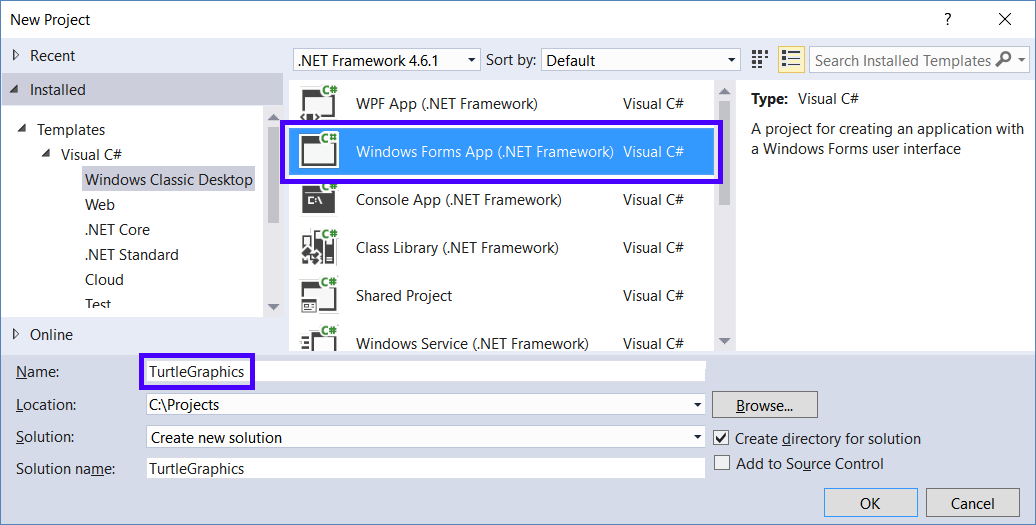 New Project
?
Recent
Installed
Templates
Visual C#
Windows Classic Desktop
Web
.NET Core
.NET Standard
Cloud
Test
Online
.NET Framework 4.6.1
Sort by:
Default
Search Installed Templates
C#
WPF App (.NET Framework)
Visual C#
C#
Windows Forms App (.NET Framework)
Visual C#
C#
C:\
Console App (.NET Framework)
Visual C#
C#
Class Library (.NET Framework)
Visual C#
C#
Shared Project
Visual C#
C#
Windows Service (.NET Framework)
Visual C#
Type: Visual C#
A project for creating an application with
a Windows Forms user interface
Name:
TurtleGraphics
Location:
C:\Projects
Browse...
Solution:
Create new solution
Create directory for solution
Solution name:
TurtleGraphics
Add to Source Control
OK
Cancel